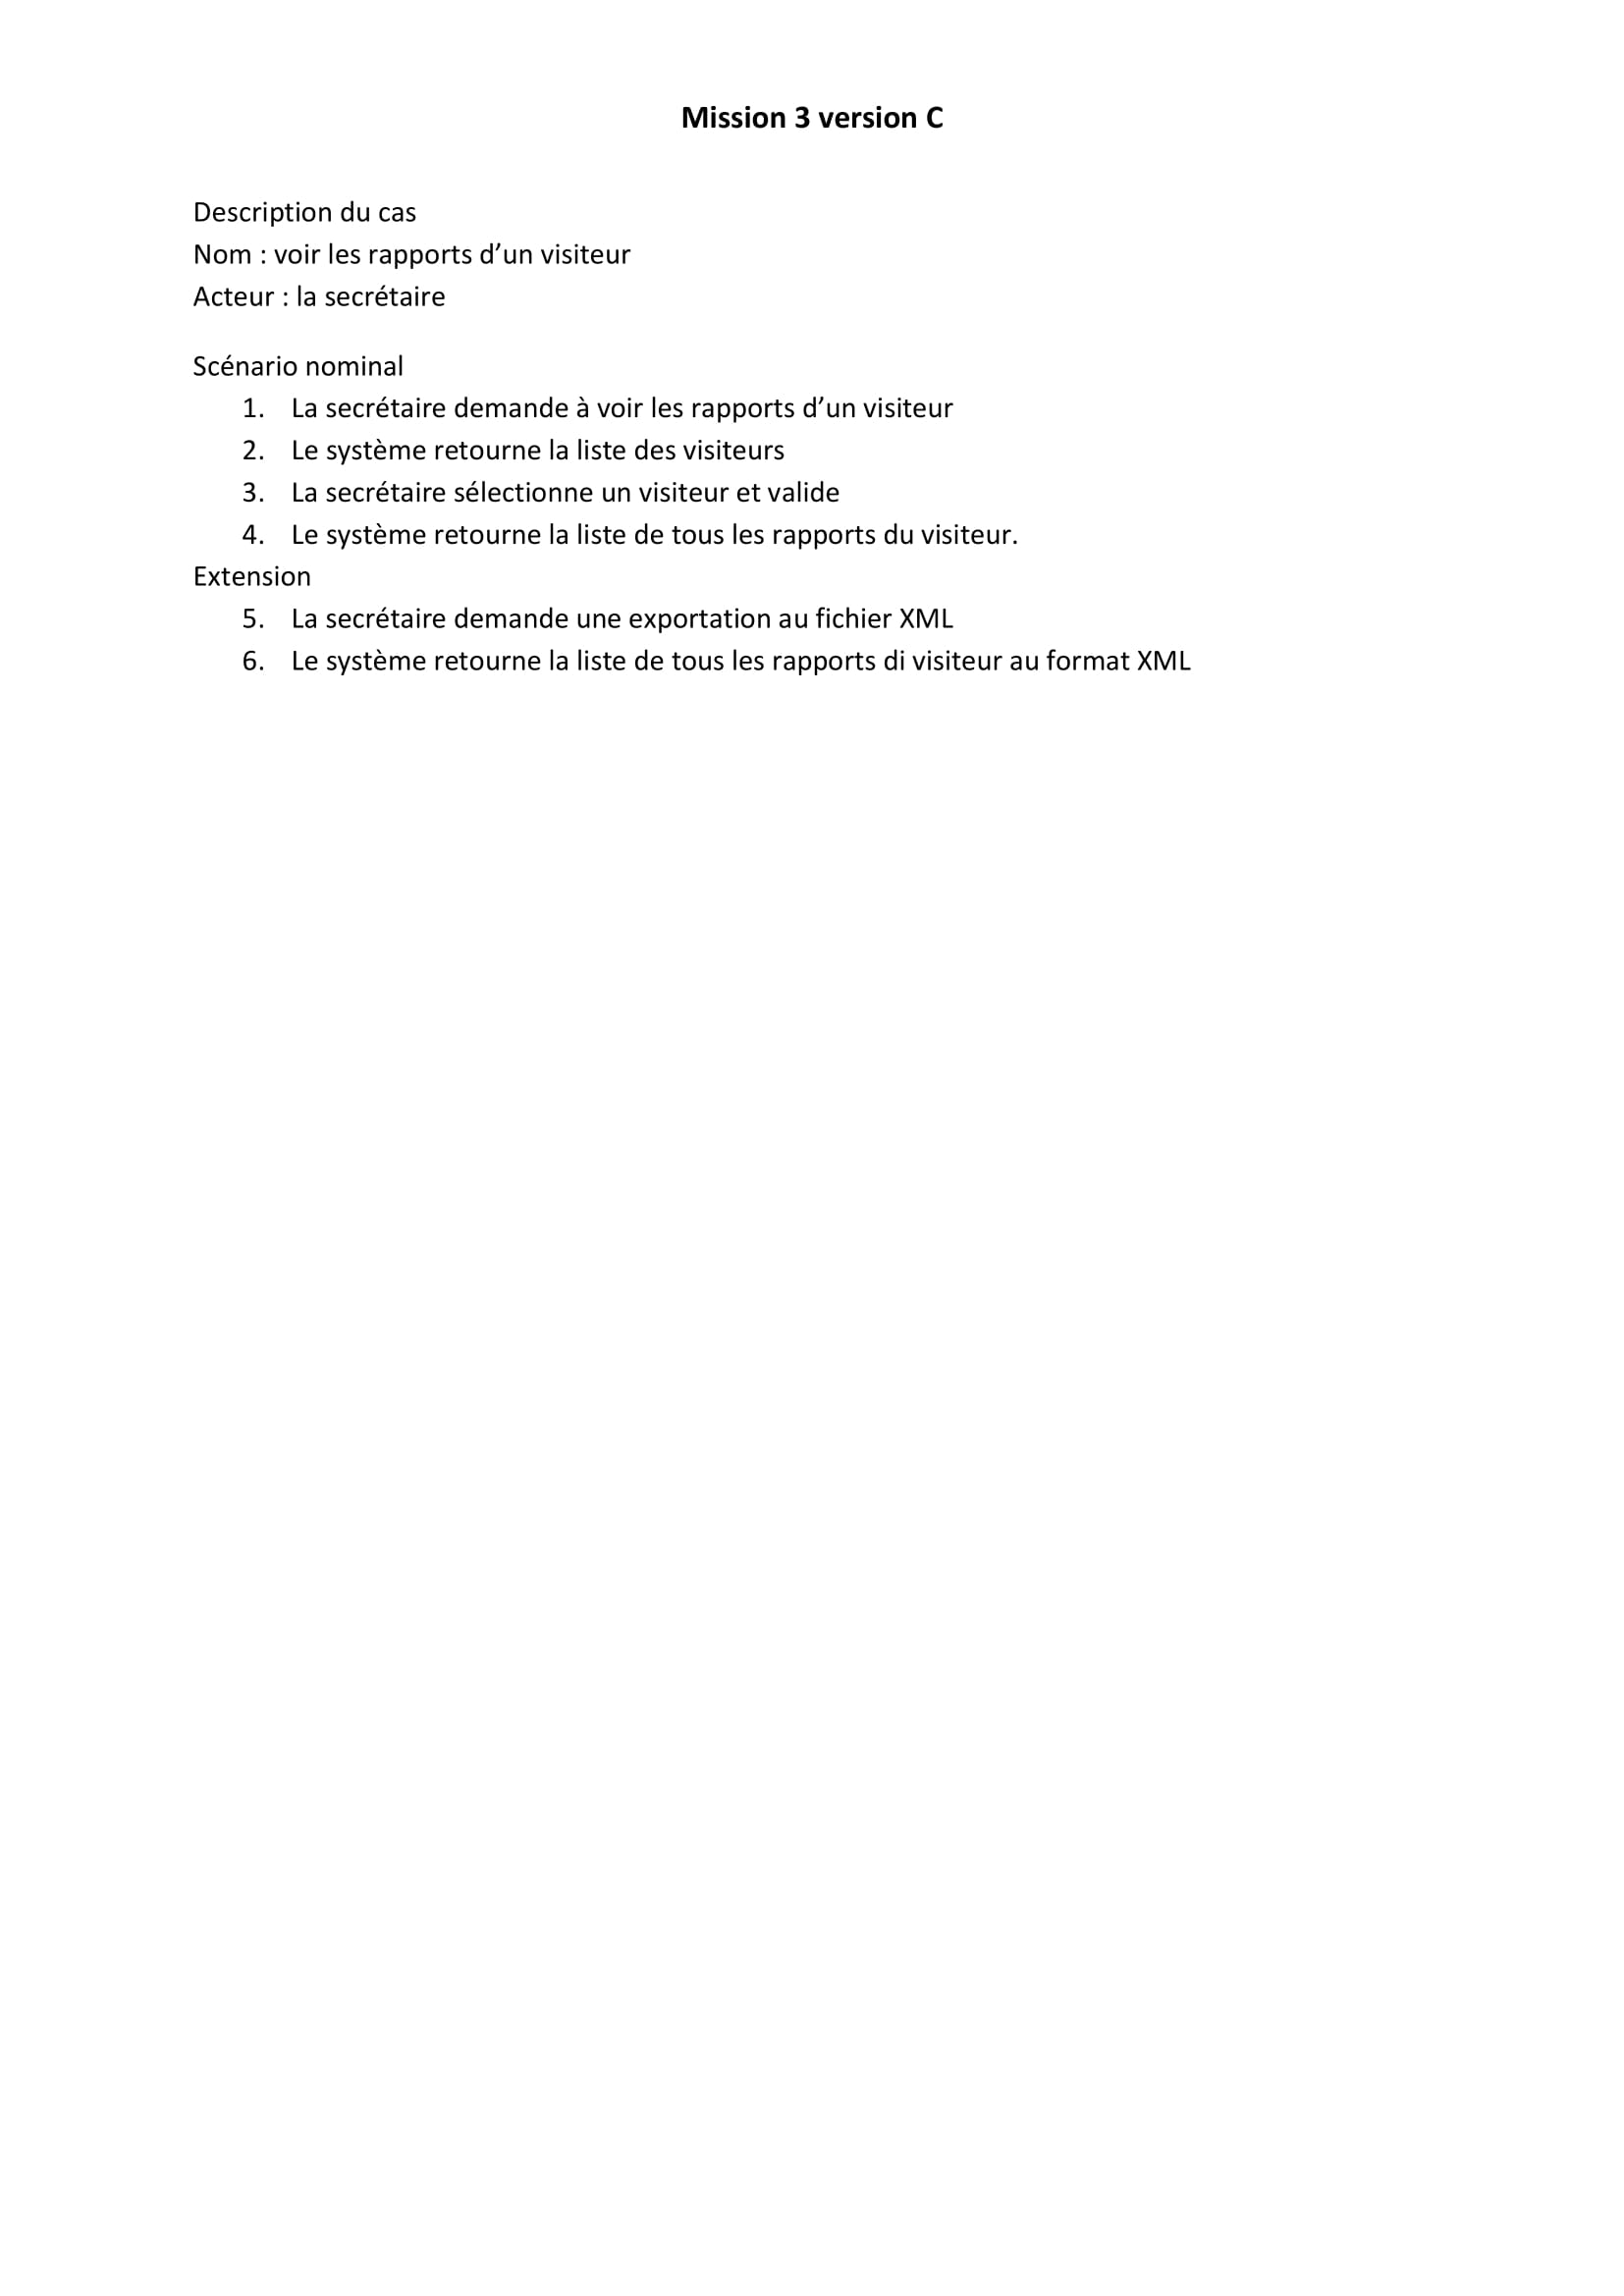 Mission 3 version C
Description du cas
Nom : voir les rapports d’un visiteur
Acteur : la secrétaire
Scénario nominal
1. La secrétaire demande à voir les rapports d’un visiteur
2. Le système retourne la liste des visiteurs
3. La secrétaire sélectionne un visiteur et valide
4. Le système retourne la liste de tous les rapports du visiteur.
Extension
5. La secrétaire demande une exportation au fichier XML
6. Le système retourne la liste de tous les rapports di visiteur au format XML